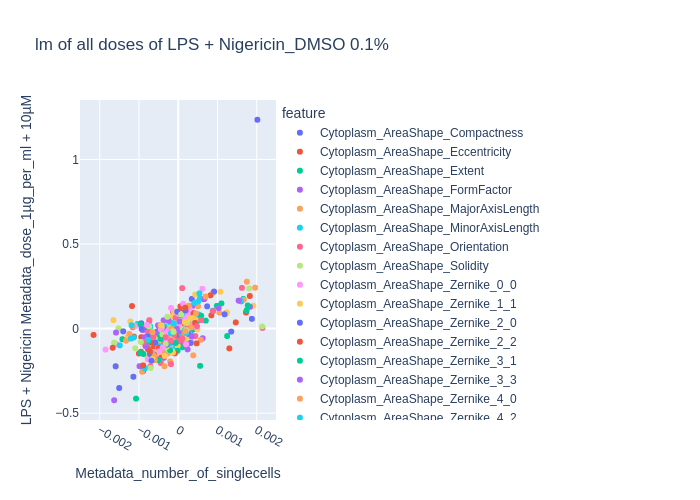 lm of all doses of LPS + Nigericin_DMSO 0.1%
LPS + Nigericin Metadata_dose_1µg_per_ml + 10µM
1
0.5
0
−0.5
−0.002
−0.001
0
0.001
0.002
Metadata_number_of_singlecells
feature
Cytoplasm_AreaShape_Compactness
Cytoplasm_AreaShape_Eccentricity
Cytoplasm_AreaShape_Extent
Cytoplasm_AreaShape_FormFactor
Cytoplasm_AreaShape_MajorAxisLength
Cytoplasm_AreaShape_MinorAxisLength
Cytoplasm_AreaShape_Orientation
Cytoplasm_AreaShape_Solidity
Cytoplasm_AreaShape_Zernike_0_0
Cytoplasm_AreaShape_Zernike_1_1
Cytoplasm_AreaShape_Zernike_2_0
Cytoplasm_AreaShape_Zernike_2_2
Cytoplasm_AreaShape_Zernike_3_1
Cytoplasm_AreaShape_Zernike_3_3
Cytoplasm_AreaShape_Zernike_4_0
Cytoplasm_AreaShape_Zernike_4_2